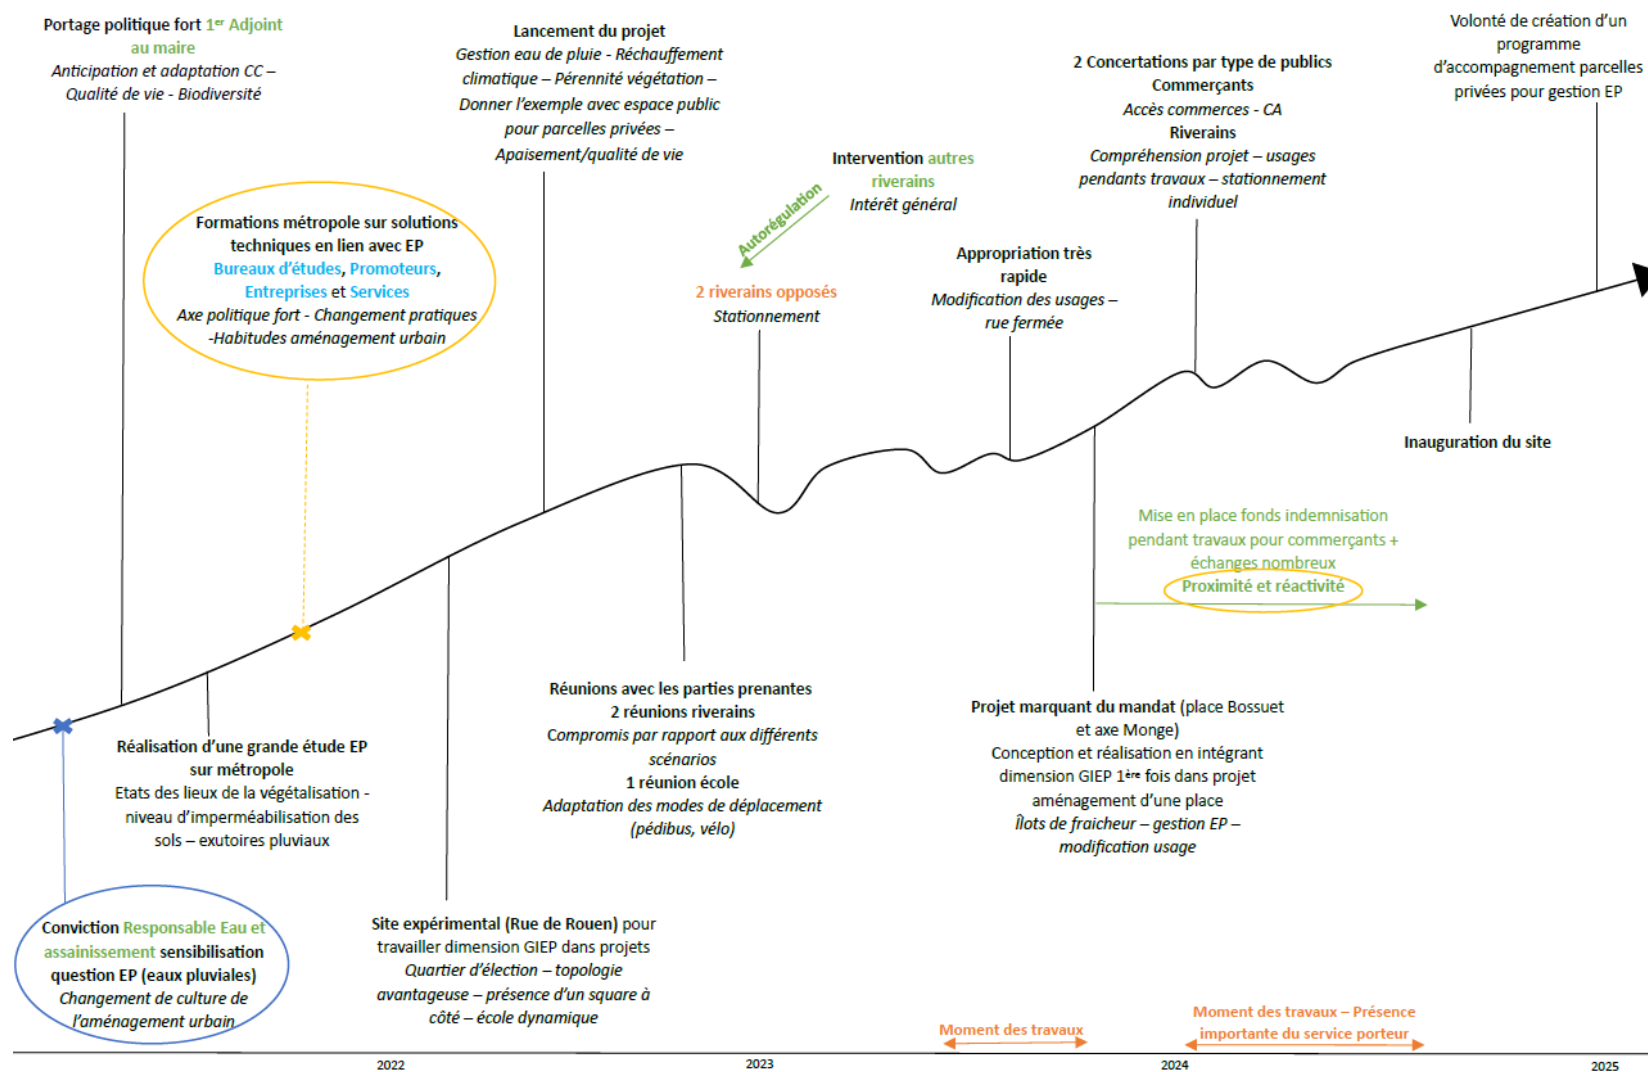 Portage politique fort 1er Adjoint
au maire
Anticipation et adaptation CC –
Qualité de vie - Biodiversité
Lancement du projet
Gestion eau de pluie - Réchauffement
climatique – Pérennité végétation –
Donner l'exemple avec espace public
pour parcelles privées –
Apaisement/qualité de vie
2 Concertations par type de publics
Commerçants
Accès commerces - CA
Riverains
Compréhension projet – usages
pendants travaux – stationnement
individuel
Volonté de création d'un
programme
d'accompagnement parcelles
privées pour gestion EP
Formations métropole sur solutions
techniques en lien avec EP
Bureaux d'études, Promoteurs,
Entreprises et Services
Axe politique fort - Changement pratiques
-Habitudes aménagement urbain
Intervention autres
riverains
Intérêt général
Autorégulation
2 riverains opposés
Stationnement
Appropriation très
rapide
Modification des usages –
rue fermée
Inauguration du site
Mise en place fonds indemnisation
pendant travaux pour commerçants +
échanges nombreux
Proximité et réactivité
Réalisation d'une grande étude EP
sur métropole
Etats des lieux de la végétalisation -
niveau d'imperméabilisation des
sols – exutoires pluviaux
Réunions avec les parties prenantes
2 réunions riverains
Compromis par rapport aux différents
scénarios
1 réunion école
Adaptation des modes de déplacement
(pédibus, vélo)
Projet marquant du mandat (place Bossuet
et axe Monge)
Conception et réalisation en intégrant
dimension GIEP 1ère fois dans projet
aménagement d'une place
Îlots de fraicheur – gestion EP –
modification usage
Conviction Responsable Eau et
assainissement sensibilisation
question EP (eaux pluviales)
Changement de culture de
l'aménagement urbain
Site expérimental (Rue de Rouen) pour
travailler dimension GIEP dans projets
Quartier d'élection – topologie
avantageuse – présence d'un square à
côté – école dynamique
Moment des travaux
Moment des travaux – Présence
importante du service porteur
2022
2023
2024
2025